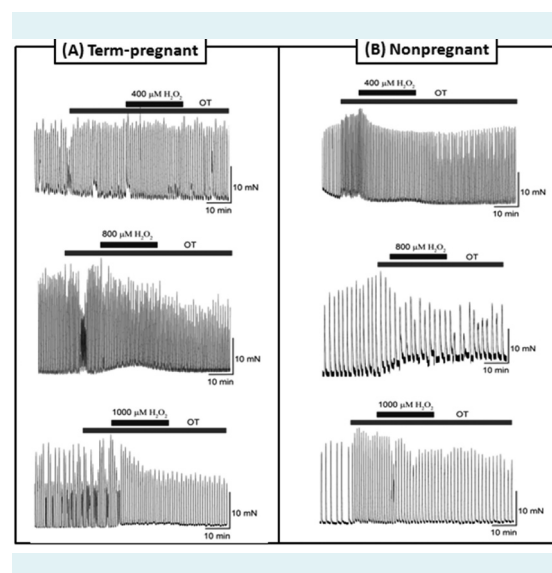 (A) Term-pregnant
400 μM H₂O₂
OT
10 mN
10 min
800 μM H₂O₂
OT
10 mN
10 min
1000 μM H₂O₂
OT
10 mN
10 min
(B) Nonpregnant
400 μM H₂O₂
OT
10 mN
10 min
800 μM H₂O₂
OT
10 mN
10 min
1000 μM H₂O₂
OT
10 mN
10 min